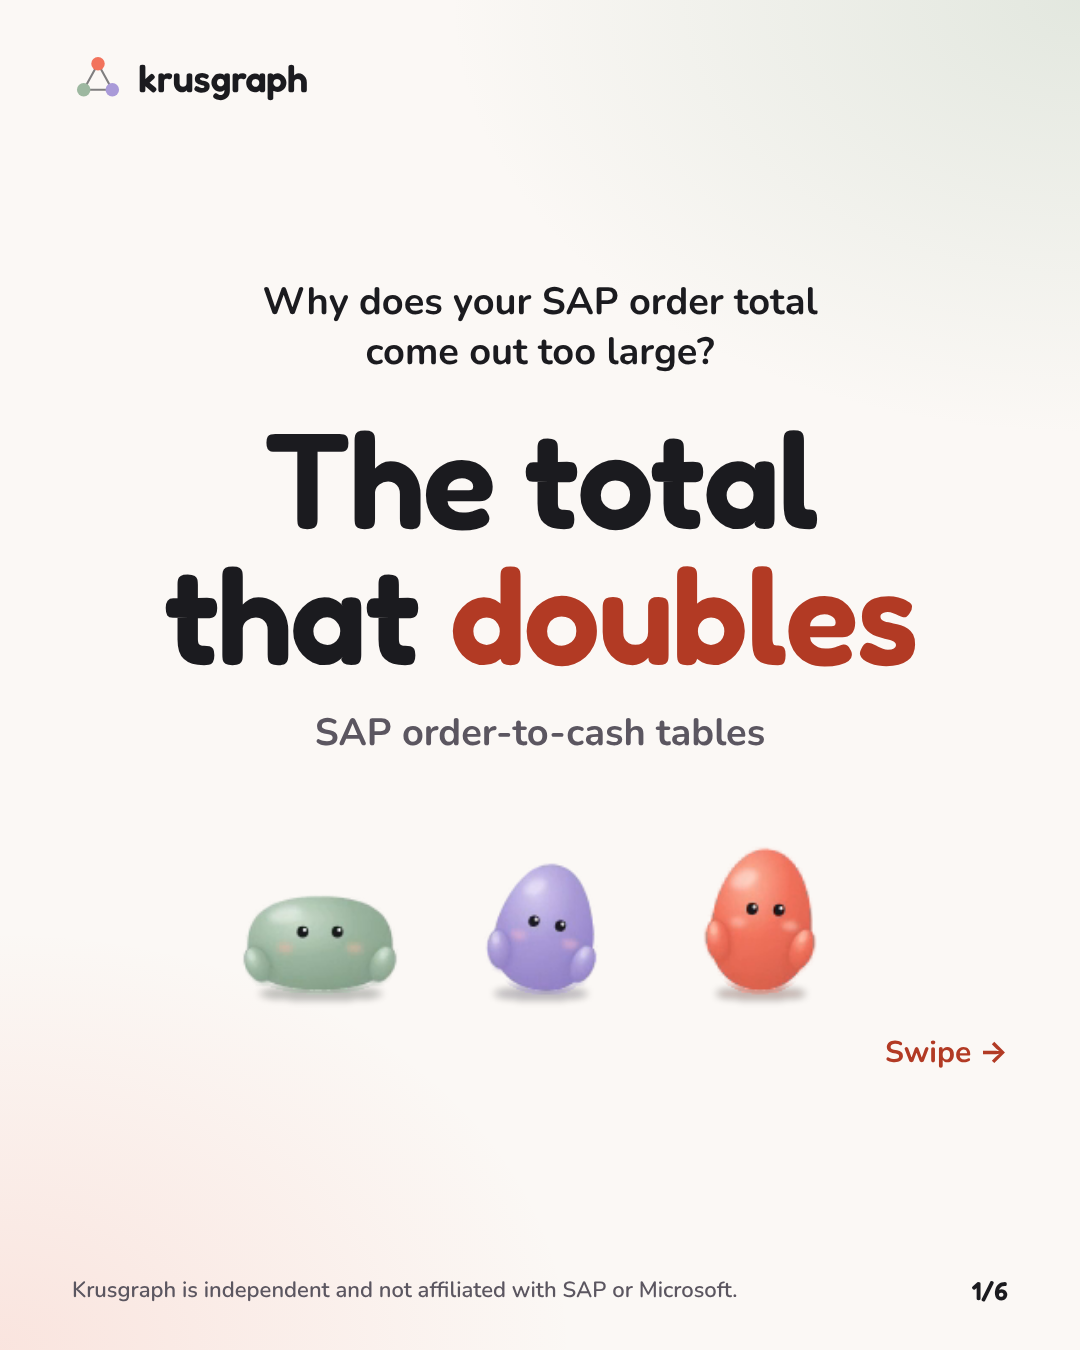 krusgraph
Why does your SAP order total
come out too large?
The total
that doubles
SAP order-to-cash tables
Swipe →
Krusgraph is independent and not affiliated with SAP or Microsoft.
1/6